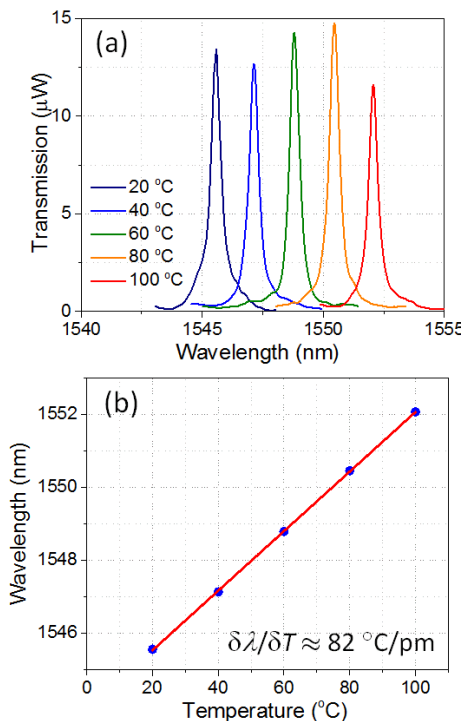 (a)
15
10
5
0
Transmission (μW)
20 °C
40 °C
60 °C
80 °C
100 °C
1540 1545 1550 1555
Wavelength (nm)
(b)
1552
1550
1548
1546
Wavelength (nm)
δλ/δT ≈ 82 °C/pm
0 20 40 60 80 100
Temperature (°C)